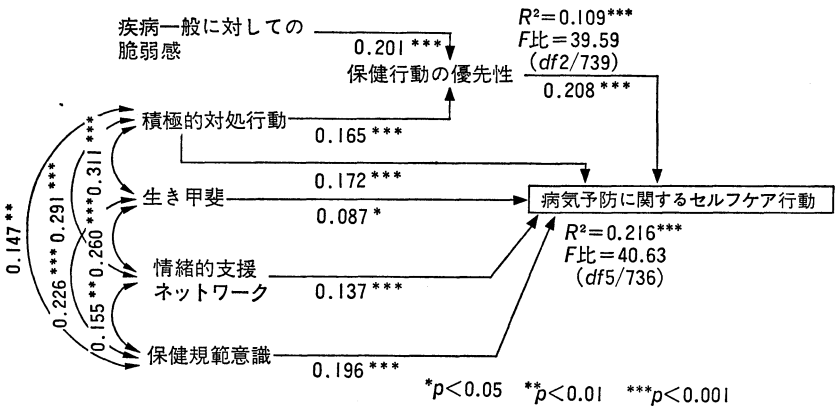 疾病一般に対しての
脆弱感
0.201***
保健行動の優先性
R²=0.109***
F比=39.59
(df2/739)
0.208***
積極的対処行動
0.165***
0.172***
生き甲斐
0.087*
病気予防に関するセルフケア行動
R²=0.216***
F比=40.63
(df5/736)
情緒的支援
ネットワーク
0.137***
保健規範意識
0.196***
0.147**
0.226***
0.291***
0.155**
0.260***
0.311***
*p<0.05 **p<0.01 ***p<0.001